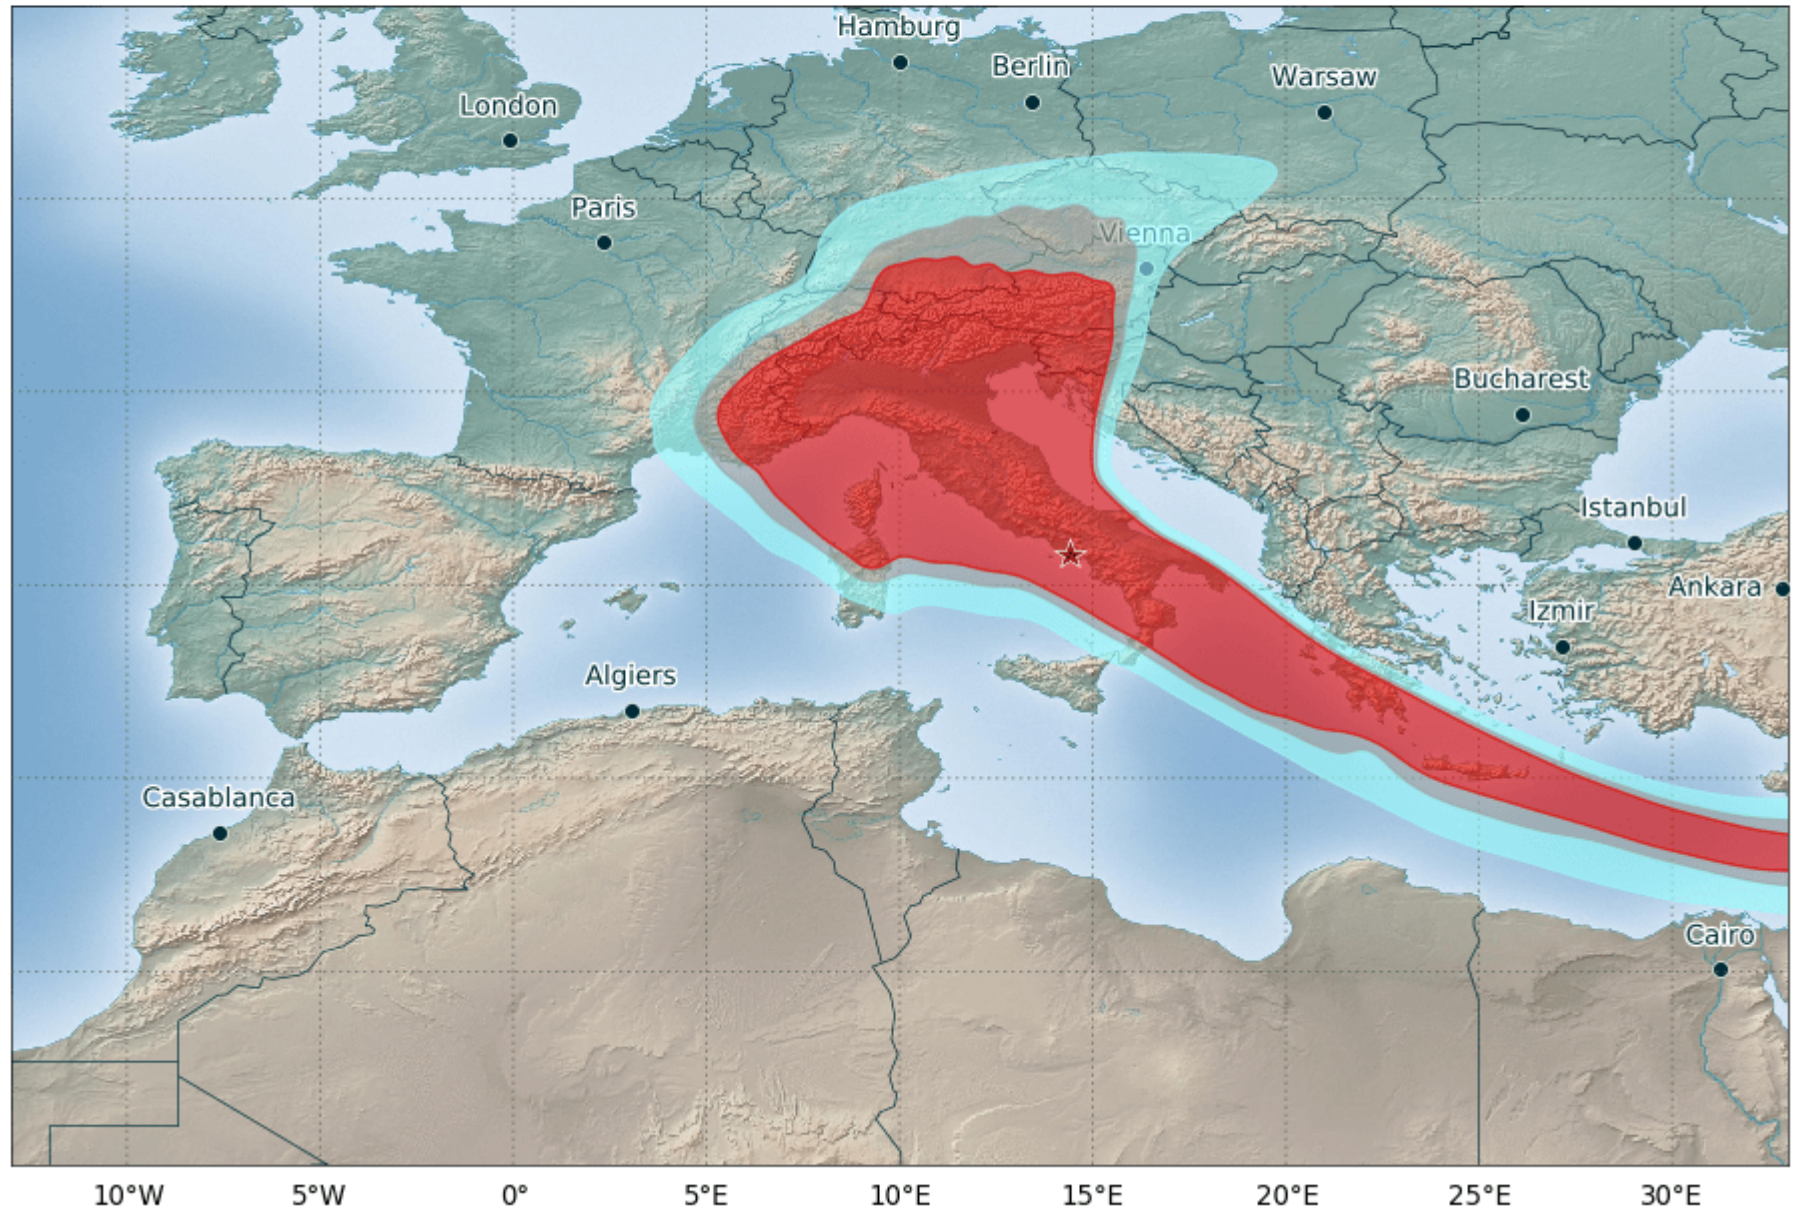 Hamburg
Berlin
Warsaw
London
Paris
Vienna
Bucharest
Istanbul
Ankara
Izmir
Algiers
Casablanca
Cairo
10°W 5°W 0° 5°E 10°E 15°E 20°E 25°E 30°E